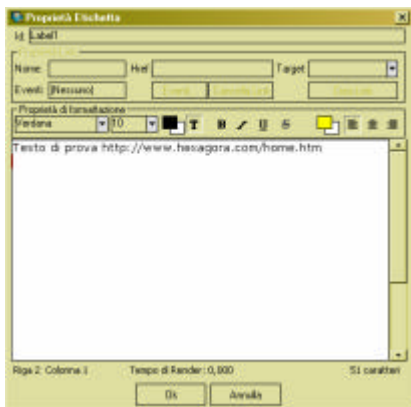 Proprietà Etichetta
Id: Label1
Name: Href Target
Eventi: (Nessuno)
Proprietà di formattazione
Verdana 10 T B I U S
Testo di prova http://www.hexagora.com/home.htm
Riga 2 Colonna 1 Tempo di Render: 0,000 51 caratteri
Ok Annulla